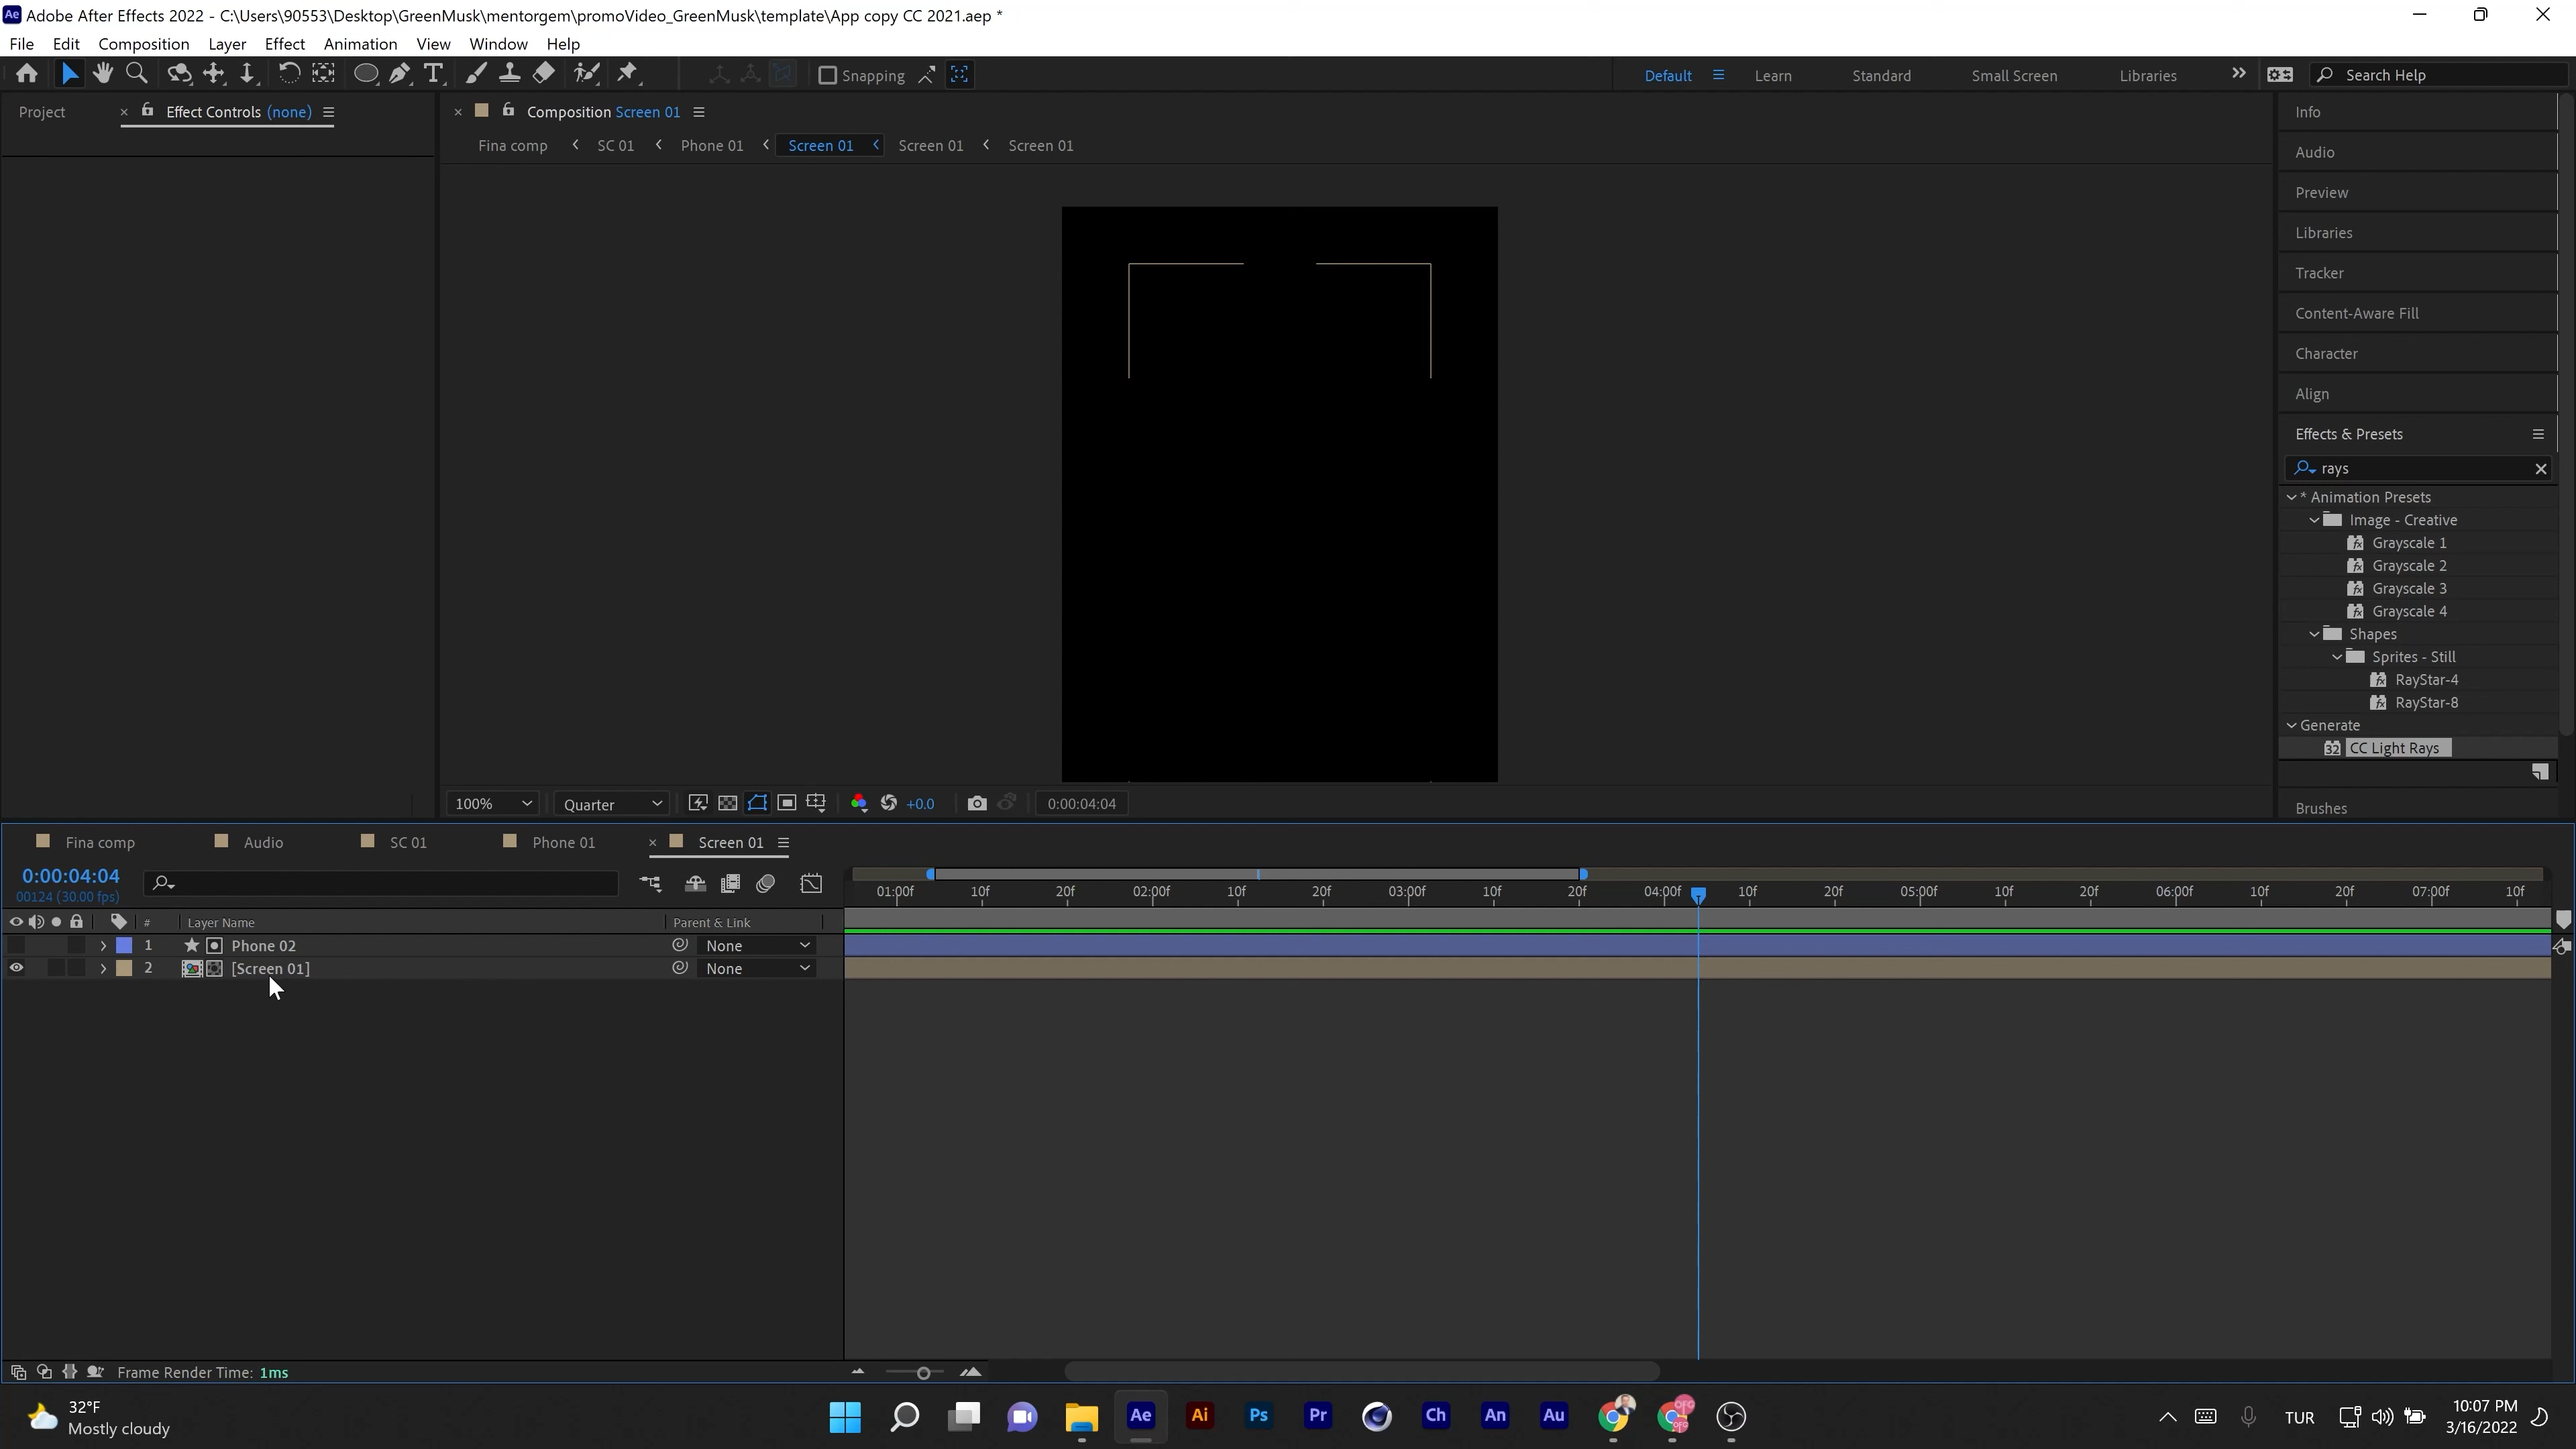 Adobe After Effects 2022 - C:\Users\90553\Desktop\GreenMusk\mentorgem\promoVideo_GreenMusk\template\App copy CC 2021.aep *
File Edit Composition Layer Effect Animation View Window Help
Snapping Default Learn Standard Small Screen Libraries Search Help
Project Effect Controls (none)
Composition Screen 01
Fina comp SC 01 Phone 01 Screen 01 Screen 01 Screen 01
Info
Audio
Preview
Libraries
Tracker
Content-Aware Fill
Character
Align
Effects & Presets
rays
* Animation Presets
Image - Creative
Grayscale 1
Grayscale 2
Grayscale 3
Grayscale 4
Shapes
Sprites - Still
RayStar-4
RayStar-8
Generate
32 CC Light Rays
Brushes
100% Quarter +0.0 0:00:04:04
Fina comp Audio SC 01 Phone 01 Screen 01
0:00:04:04
00124 (30.00 fps)
01:00f 10f 20f 02:00f 10f 20f 03:00f 10f 20f 04:00f 10f 20f 05:00f 10f 20f 06:00f 10f 20f 07:00f 10f
# Layer Name Parent & Link
1 Phone 02 None
2 [Screen 01] None
Frame Render Time: 1ms
32°F
Mostly cloudy
Ae Ai Ps Pr Ch An Au
TUR
10:07 PM
3/16/2022